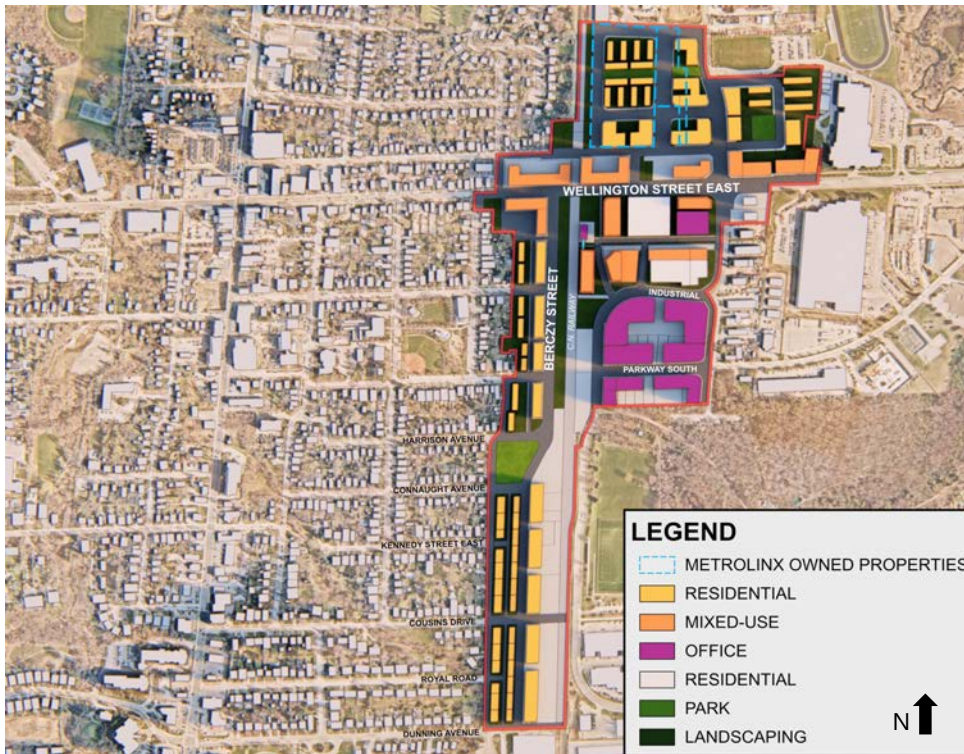 WELLINGTON STREET EAST
BERCZY STREET
C.N. RAILWAY
INDUSTRIAL
PARKWAY SOUTH
HARRISON AVENUE
CONNAUGHT AVENUE
KENNEDY STREET EAST
COUSINS DRIVE
ROYAL ROAD
DUNNING AVENUE
LEGEND
METROLINX OWNED PROPERTIES
RESIDENTIAL
MIXED-USE
OFFICE
RESIDENTIAL
PARK
LANDSCAPING
N